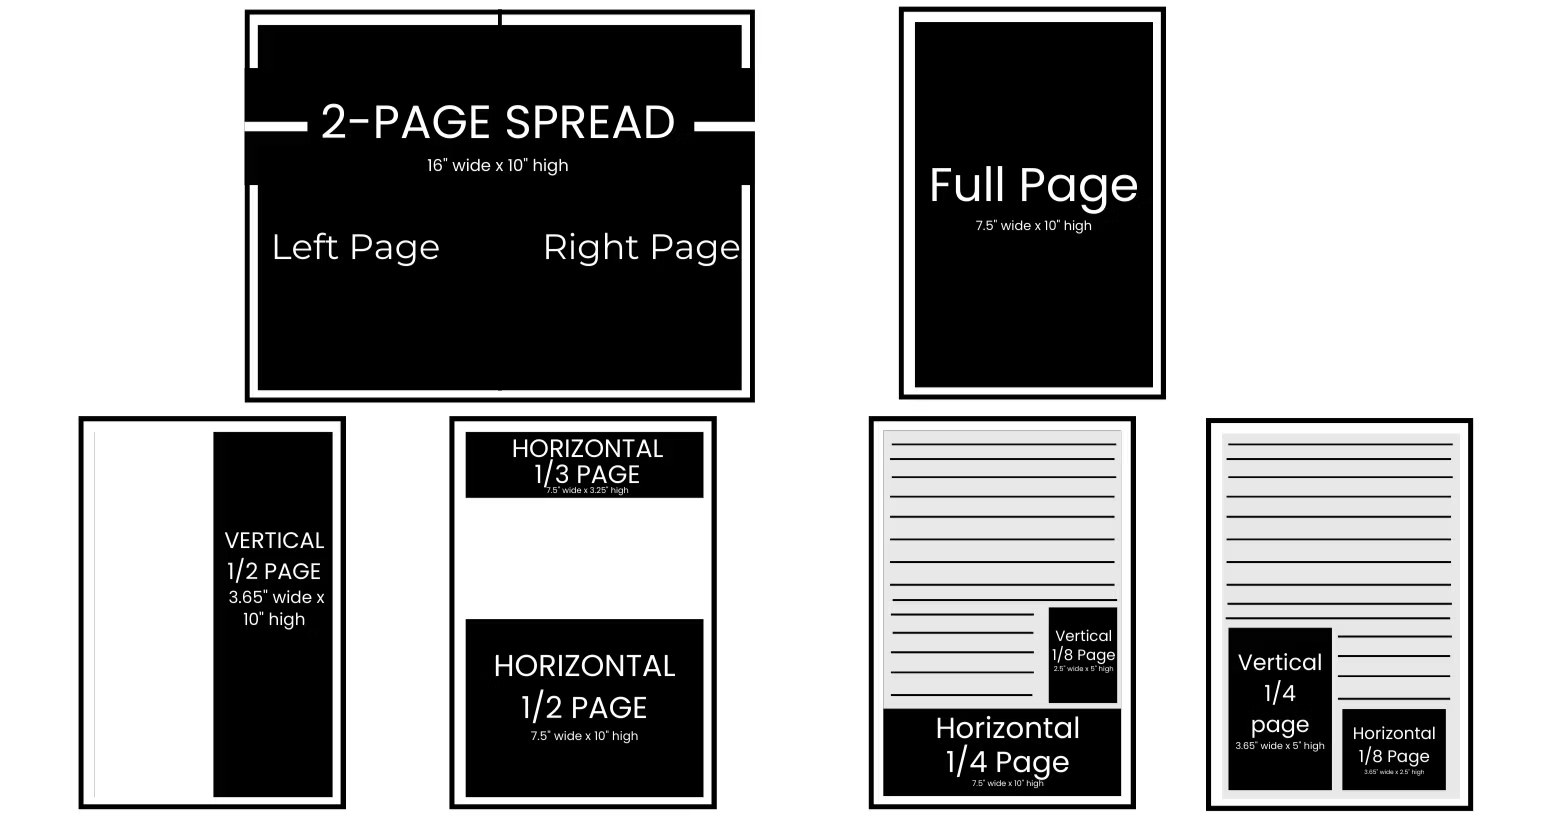 2-PAGE SPREAD
16" wide x 10" high
Left Page
Right Page
Full Page
7.5" wide x 10" high
VERTICAL
1/2 PAGE
3.65" wide x
10" high
HORIZONTAL
1/3 PAGE
7.5" wide x 3.25" high
HORIZONTAL
1/2 PAGE
7.5" wide x 10" high
Vertical
1/8 Page
2.5" wide x 5" high
Horizontal
1/4 Page
7.5" wide x 10" high
Vertical
1/4
page
3.65" wide x 5" high
Horizontal
1/8 Page
3.65" wide x 2.5" high